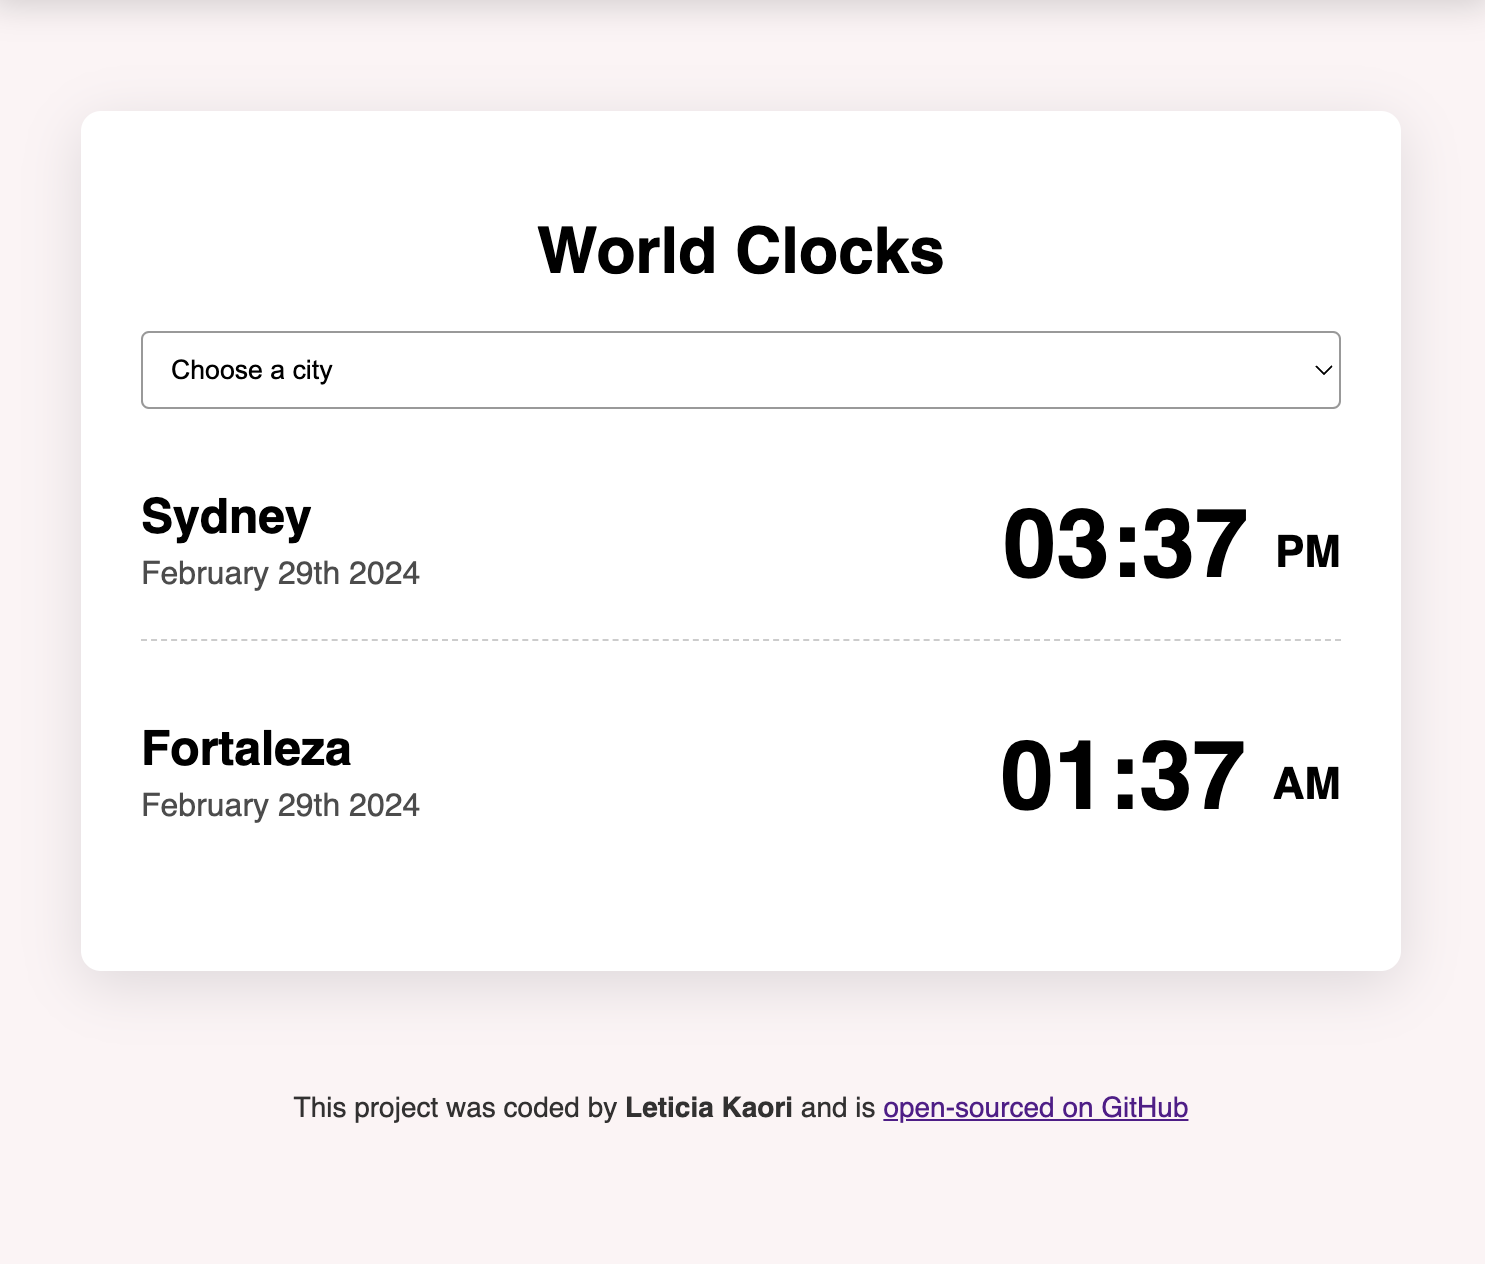 World Clocks
Choose a city
Sydney
February 29th 2024
03:37 PM
Fortaleza
February 29th 2024
01:37 AM
This project was coded by Leticia Kaori and is open-sourced on GitHub